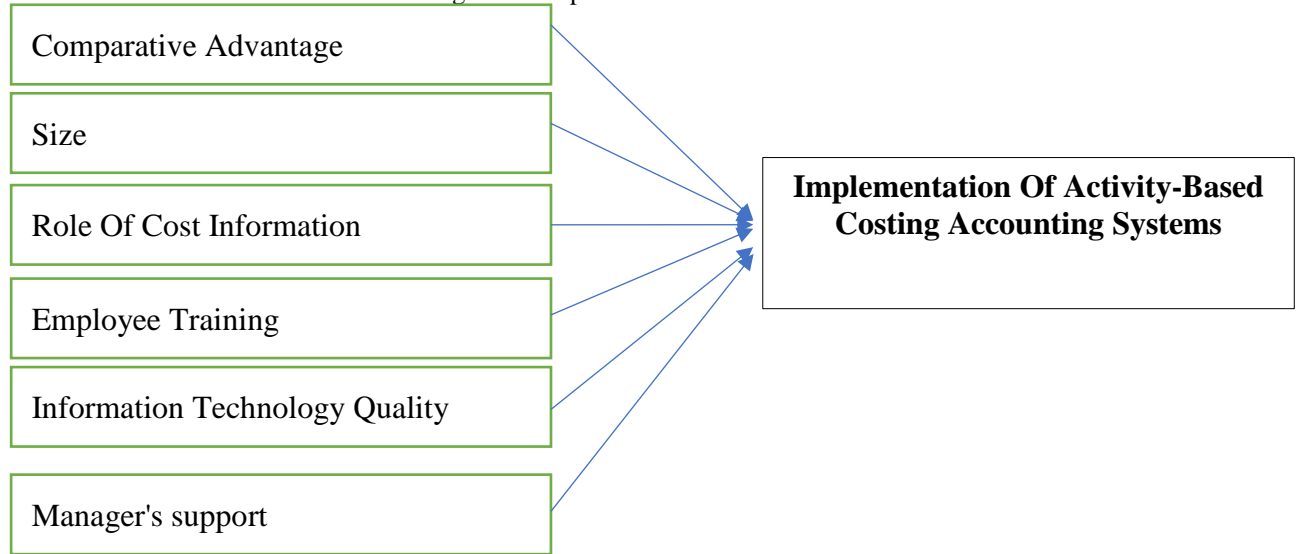 Comparative Advantage
Size
Role Of Cost Information
Employee Training
Information Technology Quality
Manager's support
Implementation Of Activity-Based
Costing Accounting Systems